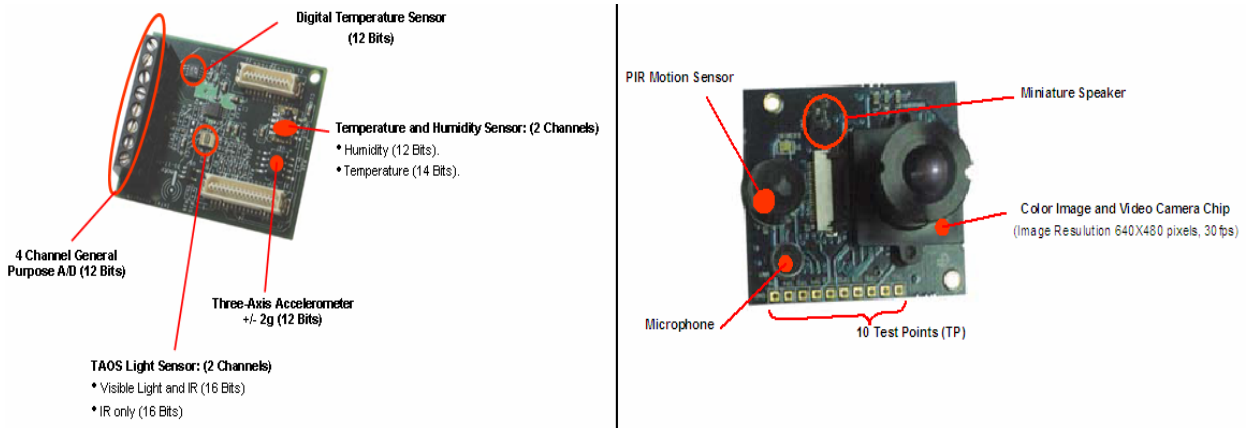 Digital Temperature Sensor
(12 Bits)
Temperature and Humidity Sensor: (2 Channels)
• Humidity (12 Bits).
• Temperature (14 Bits).
4 Channel General
Purpose A/D (12 Bits)
Three-Axis Accelerometer
+/- 2g (12 Bits)
TAOS Light Sensor: (2 Channels)
• Visible Light and IR (16 Bits)
• IR only (16 Bits)
PIR Motion Sensor
Miniature Speaker
Color Image and Video Camera Chip
(Image Resulution 640X480 pixels, 30 fps)
Microphone
10 Test Points (TP)